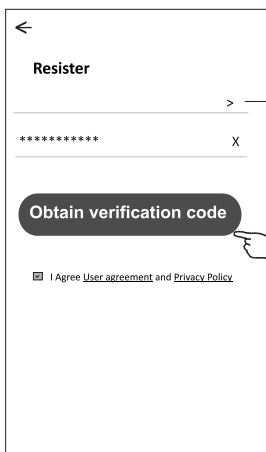 Resister
>
*********** X
Obtain verification code
I Agree User agreement and Privacy Policy